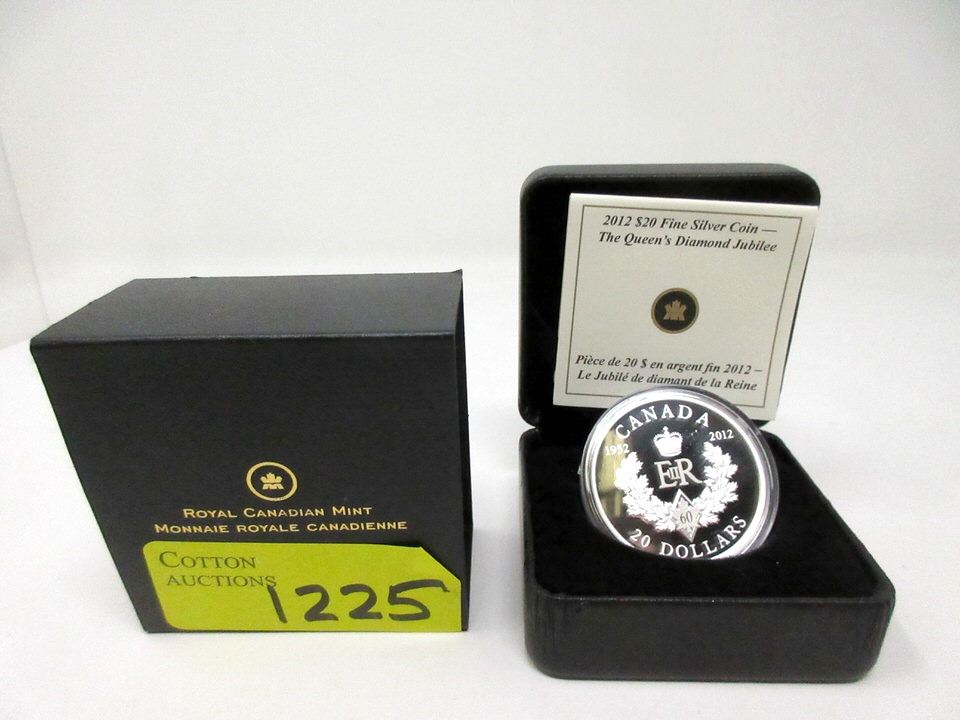 2012 $20 Fine Silver Coin —
The Queen's Diamond Jubilee
Pièce de 20 $ en argent fin 2012 –
Le Jubilé de diamant de la Reine
CANADA
1952 2012
EIIR
60
20 DOLLARS
ROYAL CANADIAN MINT
MONNAIE ROYALE CANADIENNE
COTTON
AUCTIONS
1225